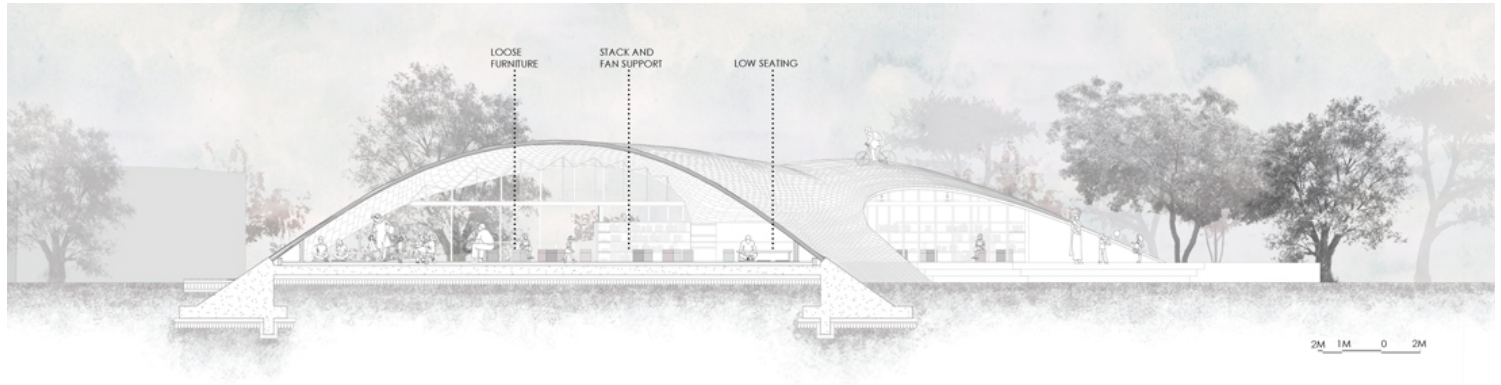 LOOSE
FURNITURE
STACK AND
FAN SUPPORT
LOW SEATING
2M 1M 0 2M